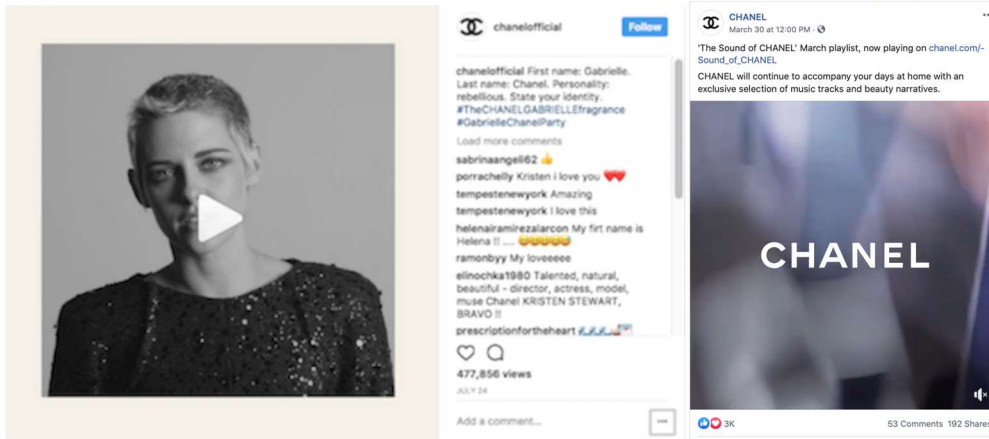 chanelofficial
Follow
chanelofficial First name: Gabrielle.
Last name: Chanel. Personality:
rebellious. State your identity.
#TheCHANELGABRIELLEfragrance
#GabrielleChanelParty
Load more comments
sabrinaangeli62 👍
porrachelly Kristen i love you ❤️❤️
tempestenewyork Amazing
tempestenewyork I love this
helenairamirezalarcon My firt name is
Helena !! .... 😂😂😂😂😂
ramonbyy My loveeeee
elinochka1980 Talented, natural,
beautiful - director, actress, model,
muse Chanel KRISTEN STEWART,
BRAVO !!
prescriptionfortheheart
477,856 views
JULY 24
Add a comment...
CHANEL
March 30 at 12:00 PM ·
'The Sound of CHANEL' March playlist, now playing on chanel.com/-
Sound_of_CHANEL
CHANEL will continue to accompany your days at home with an
exclusive selection of music tracks and beauty narratives.
CHANEL
3K
53 Comments 192 Shares